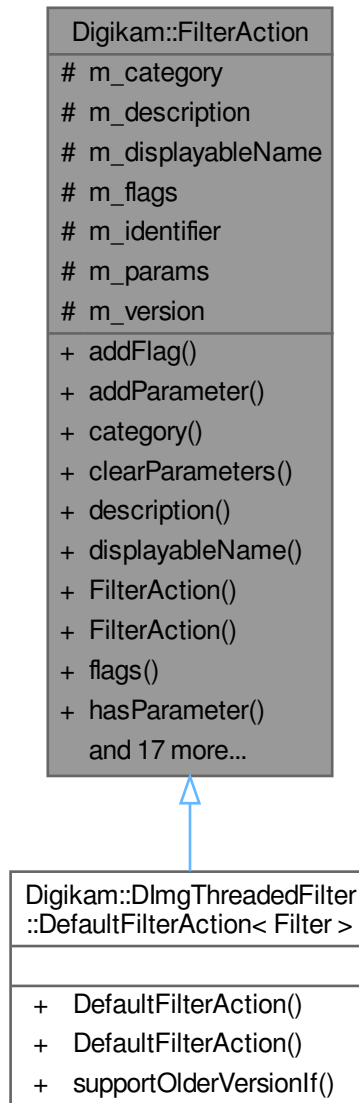 Digikam::FilterAction
# m_category
# m_description
# m_displayableName
# m_flags
# m_identifier
# m_params
# m_version
+ addFlag()
+ addParameter()
+ category()
+ clearParameters()
+ description()
+ displayableName()
+ FilterAction()
+ FilterAction()
+ flags()
+ hasParameter()
and 17 more...
Digikam::DImgThreadedFilter
::DefaultFilterAction< Filter >
+ DefaultFilterAction()
+ DefaultFilterAction()
+ supportOlderVersionIf()